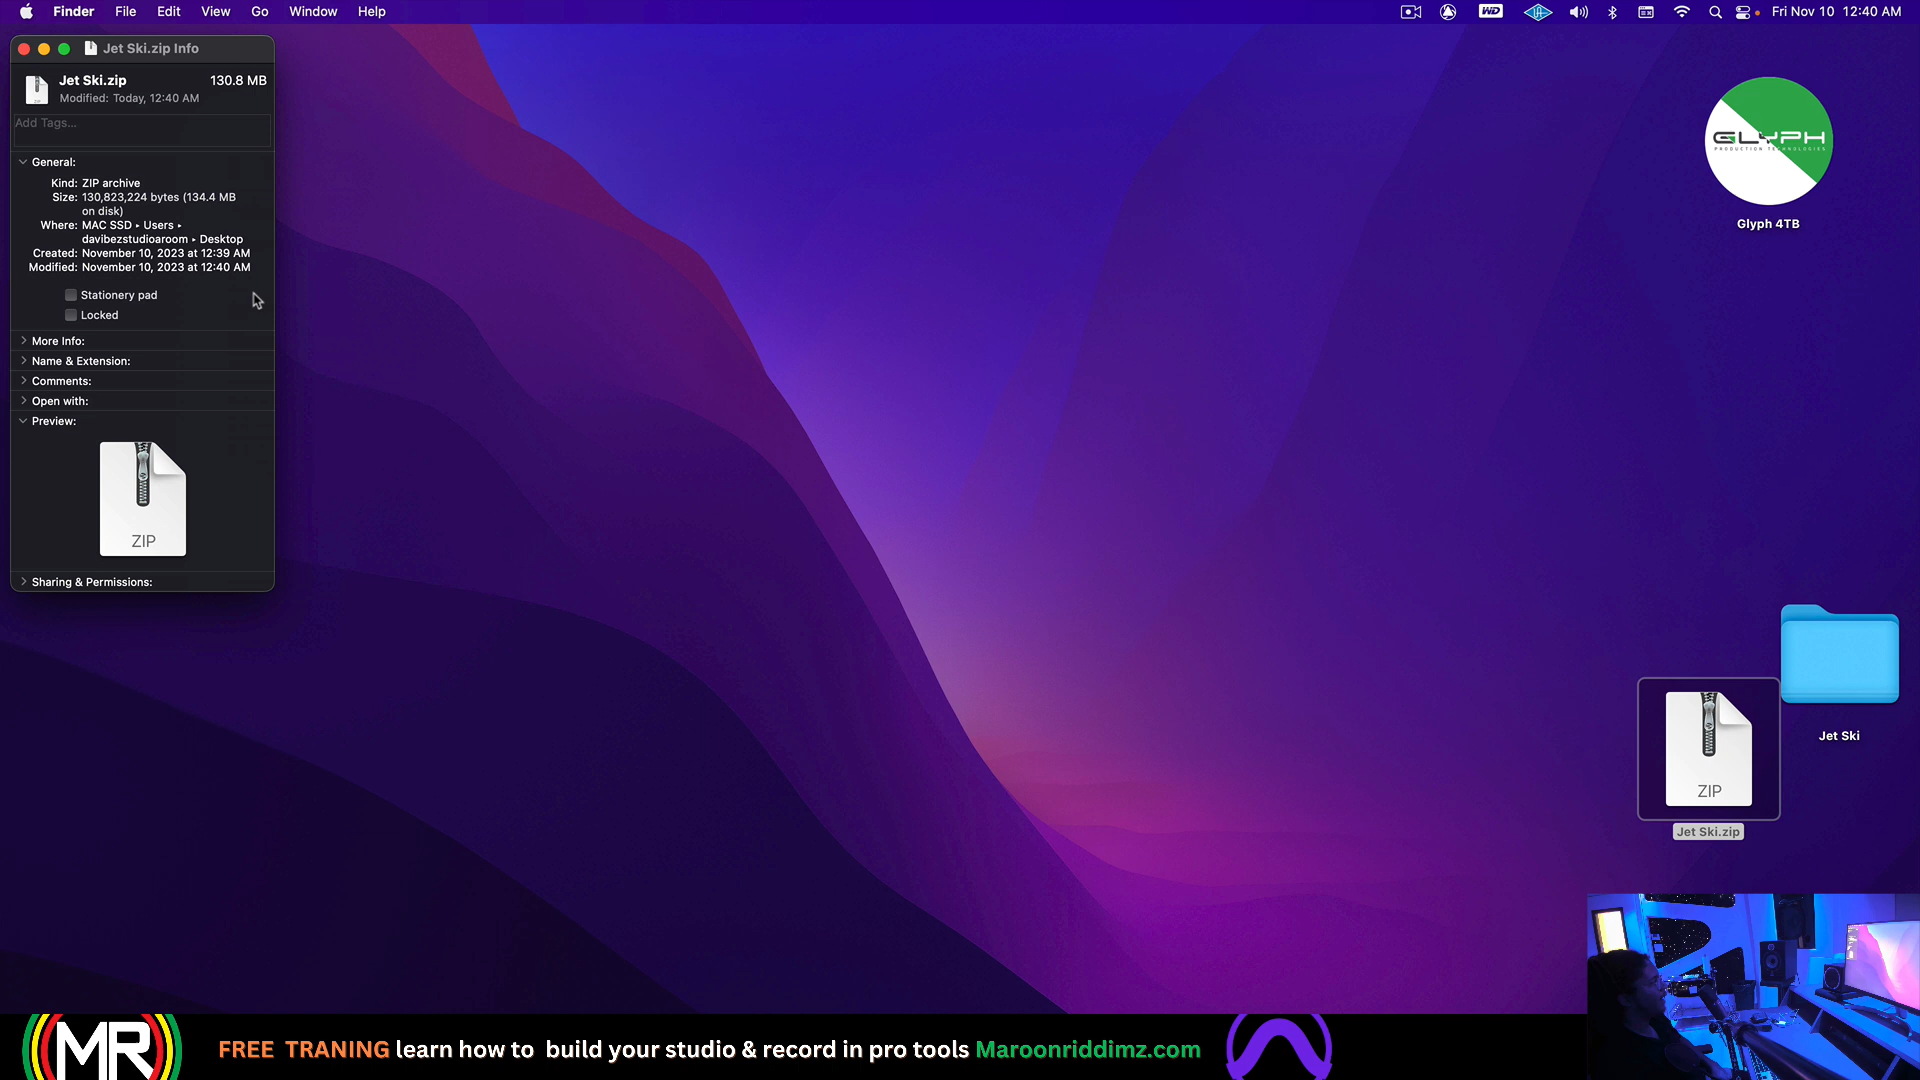 Finder File Edit View Go Window Help
WD
Fri Nov 10 12:40 AM
Jet Ski.zip Info
Jet Ski.zip 130.8 MB
Modified: Today, 12:40 AM
ZIP
Add Tags...
General:
Kind: ZIP archive
Size: 130,823,224 bytes (134.4 MB
on disk)
Where: MAC SSD ▸ Users ▸
davibezstudioaroom ▸ Desktop
Created: November 10, 2023 at 12:39 AM
Modified: November 10, 2023 at 12:40 AM
Stationery pad
Locked
More Info:
Name & Extension:
Comments:
Open with:
Preview:
ZIP
Sharing & Permissions:
GLYPH
PRODUCTION TECHNOLOGIES
Glyph 4TB
Jet Ski
ZIP
Jet Ski.zip
MR
FREE TRANING learn how to build your studio & record in pro tools Maroonriddimz.com